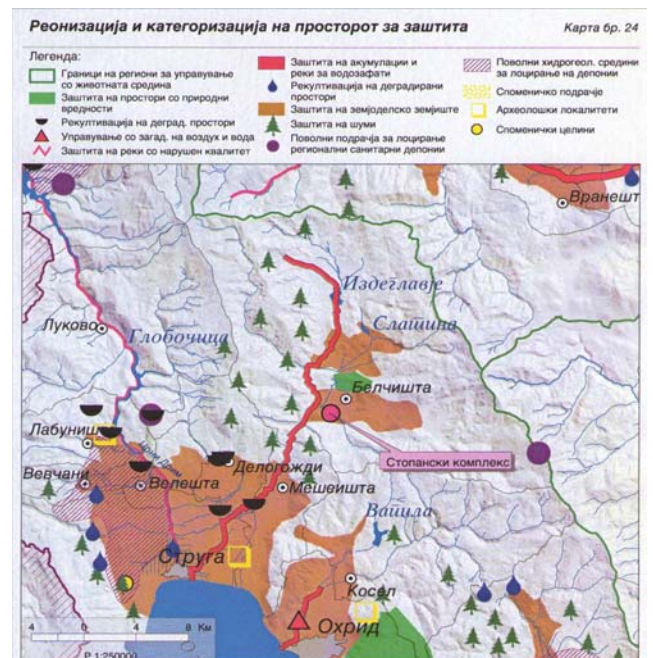 Реонизација и категоризација на просторот за заштита
Карта бр. 24
Легенда:
Граници на региони за управување
со животната средина
Заштита на простори со природни
вредности
Рекултивација на деград. простори
Управување со загад. на воздух и вода
Заштита на реки со нарушен квалитет
Заштита на акумулации и
реки за водозафати
Рекултивација на деградирани
простори
Заштита на земјоделско земјиште
Заштита на шуми
Поволни подрачја за лоцирање
регионални санитарни депонии
Поволни хидрогеол. средини
за лоцирање на депонии
Споменичко подрачје
Археолошки локалитети
Споменички целини
Вранешт
Издеглавје
Слатина
Луково
Глобочица
Белчишта
Лабуниш
Стопански комплекс
Црни Дрим
Делогожди
Вевчани
Велешта
Мешеишта
Вапила
Струга
Косел
Охрид
4 0 4 8 Км
Р 1:250000